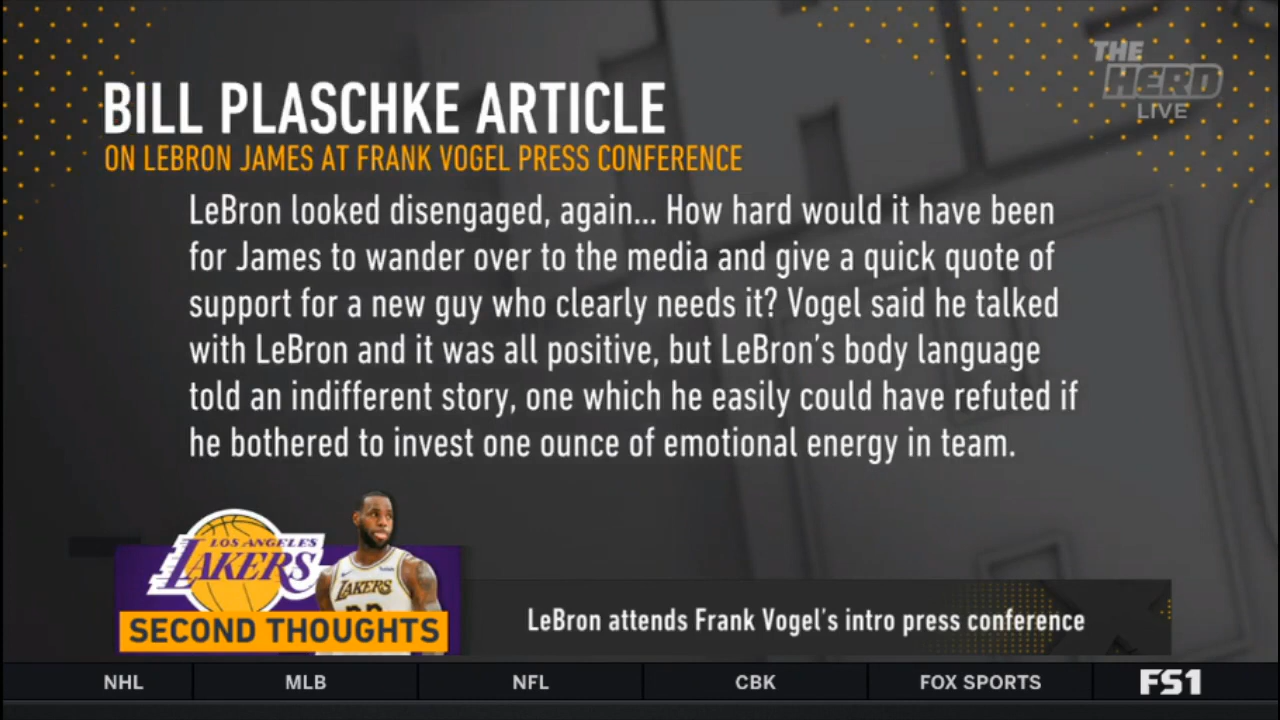 THE
HERD
LIVE
BILL PLASCHKE ARTICLE
ON LEBRON JAMES AT FRANK VOGEL PRESS CONFERENCE
LeBron looked disengaged, again... How hard would it have been
for James to wander over to the media and give a quick quote of
support for a new guy who clearly needs it? Vogel said he talked
with LeBron and it was all positive, but LeBron's body language
told an indifferent story, one which he easily could have refuted if
he bothered to invest one ounce of emotional energy in team.
LOS ANGELES
LAKERS
LAKERS
SECOND THOUGHTS
LeBron attends Frank Vogel's intro press conference
NHL MLB NFL CBK FOX SPORTS FS1